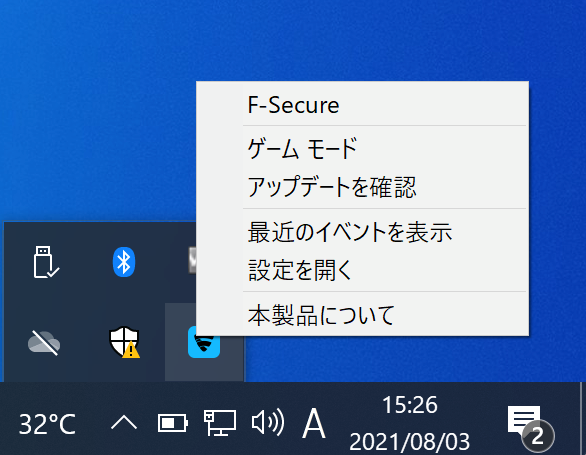 F-Secure
ゲーム モード
アップデートを確認
最近のイベントを表示
設定を開く
本製品について
32°C
A
15:26
2021/08/03
2